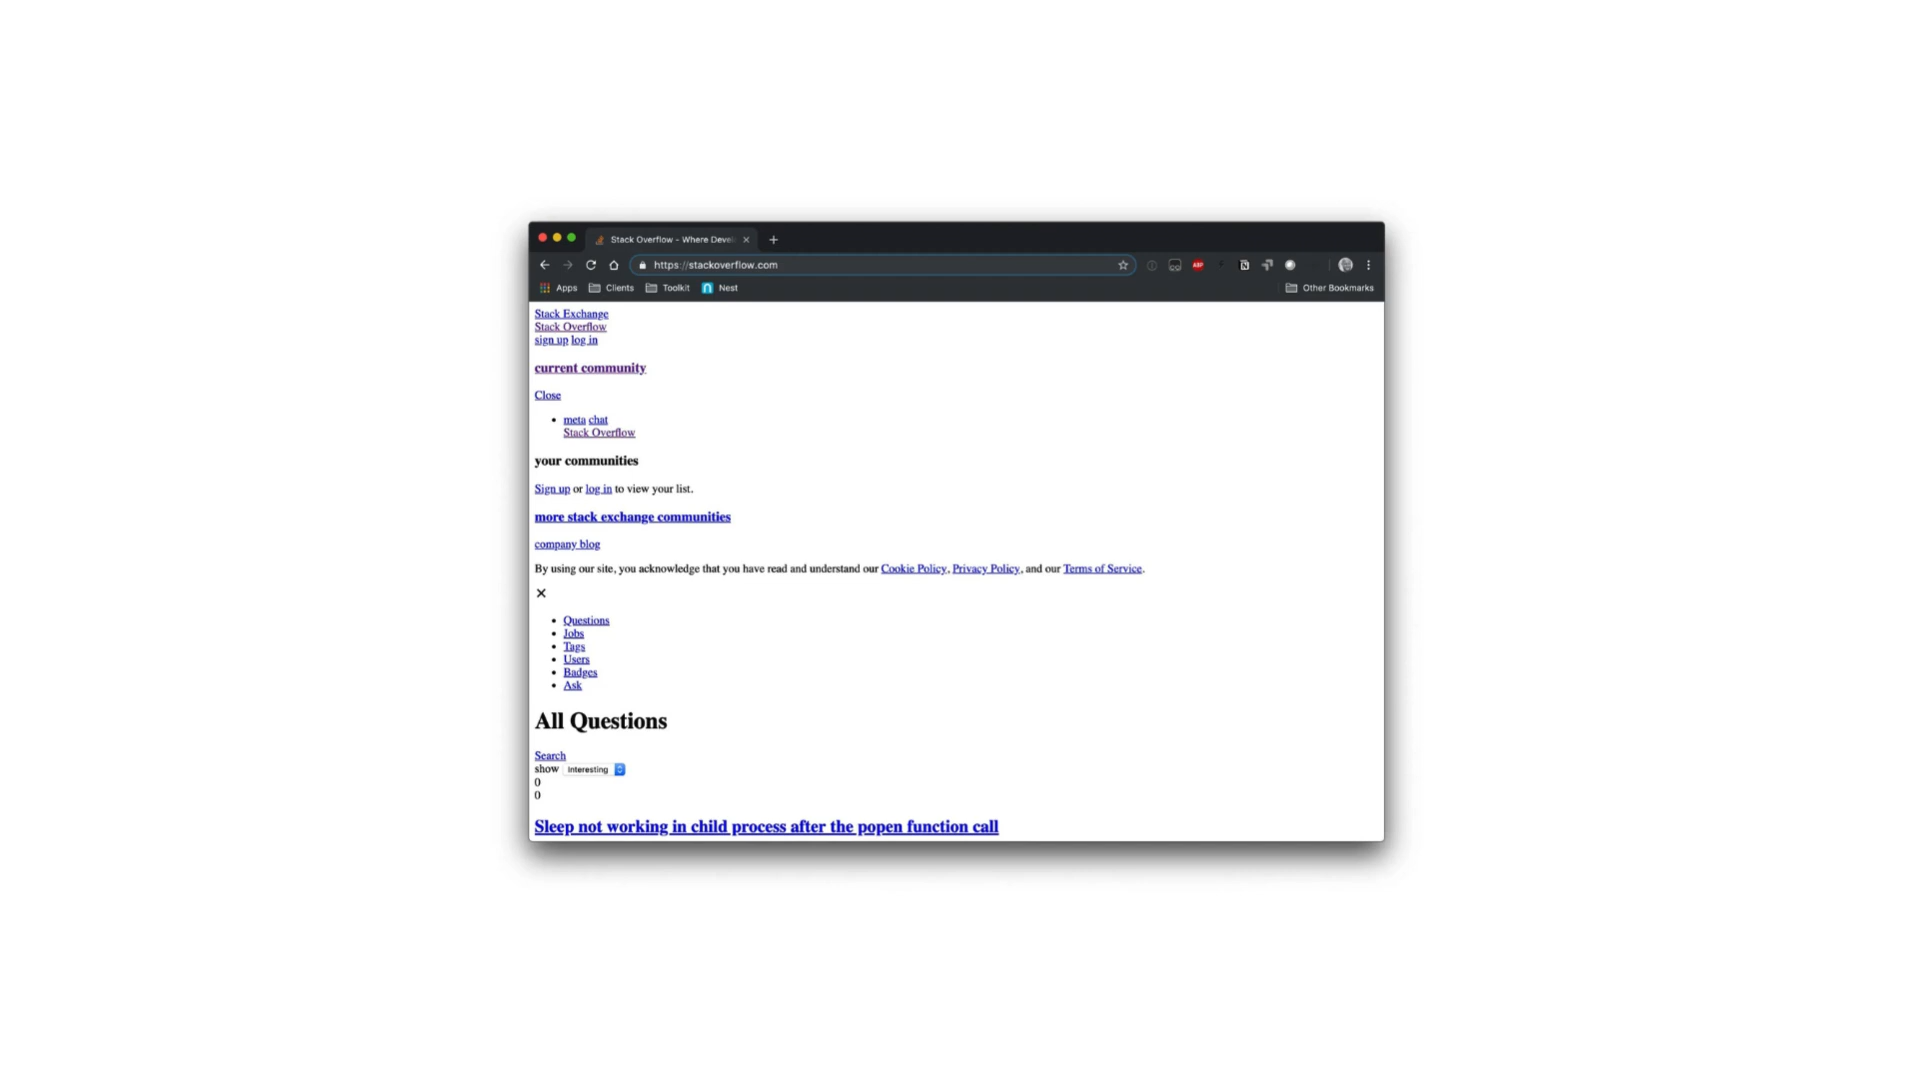 Stack Overflow - Where Deve
https://stackoverflow.com
ABP
Apps Clients Toolkit Nest Other Bookmarks
Stack Exchange
Stack Overflow
sign up log in
current community
Close
meta chat
Stack Overflow
your communities
Sign up or log in to view your list.
more stack exchange communities
company blog
By using our site, you acknowledge that you have read and understand our Cookie Policy, Privacy Policy, and our Terms of Service.
Questions
Jobs
Tags
Users
Badges
Ask
All Questions
Search
show Interesting
0
0
Sleep not working in child process after the popen function call